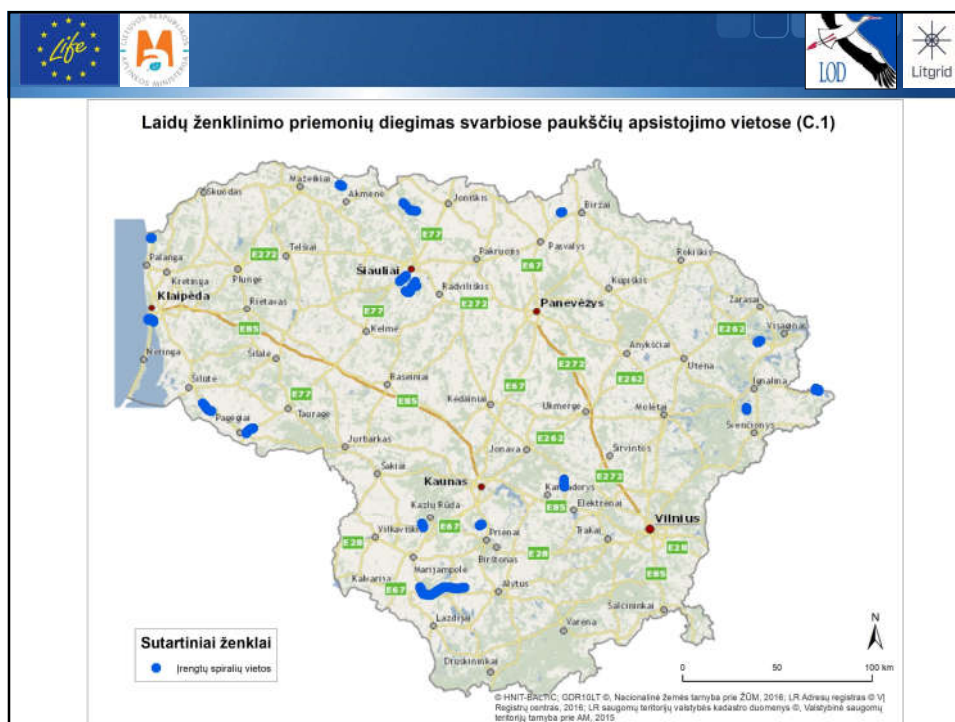 Life
LIETUVOS RESPUBLIKOS
APLINKOS MINISTERIJA
LOD
Litgrid
Laidų ženklinimo priemonių diegimas svarbiose paukščių apsistojimo vietose (C.1)
Skuodas
Mažeikiai
Akmenė
Joniškis
Biržai
E77
Pasvalys
Palanga
E272
Telšiai
Pakruojis
E67
Rokiškis
Kretinga
Plungė
Šiauliai
Kupiškis
Klaipėda
Rietavas
Radviliškis
E272
Panevėžys
Zarasai
E77
E85
Kelmė
E262
Visaginas
Neringa
Šilalė
Anykščiai
Utena
E272
E262
Ignalina
Šilutė
E77
Raseiniai
E67
E85
Kėdainiai
Ukmergė
Molėtai
Pagėgiai
Tauragė
Švenčionys
Jurbarkas
E262
Jonava
Širvintos
Šakiai
E272
Kaunas
Kaišiadorys
E85
Elektrėnai
Kazlų Rūda
Vilnius
Vilkaviškis
E67
Prienai
Trakai
E28
Birštonas
E28
E28
Marijampolė
Kalvarija
E67
Alytus
E85
Šalčininkai
Lazdijai
Varėna
Druskininkai
N
Sutartiniai ženklai
Įrengtų spiralių vietos
0 50 100 km
© HNIT-BALTIC; GDR10LT ©, Nacionalinė žemės tarnyba prie ŽŪM, 2016; LR Adresų registras © VĮ
Registrų centras, 2016; LR saugomų teritorijų valstybės kadastro duomenys ©, Valstybinė saugomų
teritorijų tarnyba prie AM, 2015